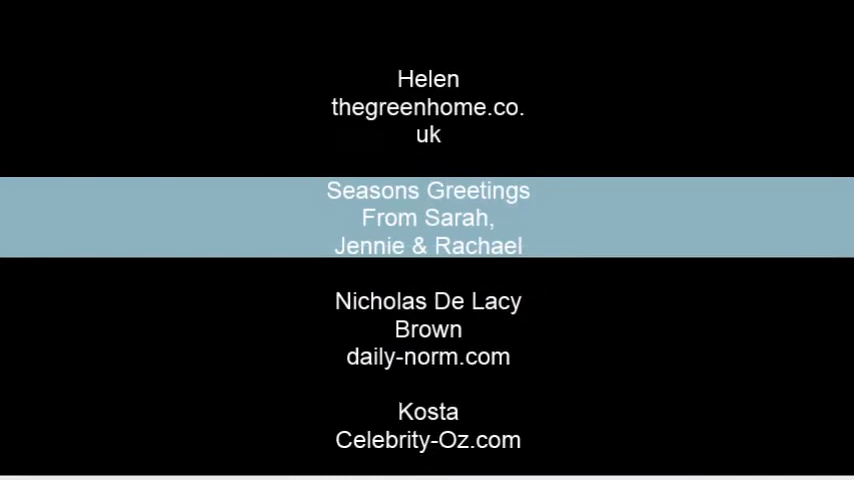 Helen
thegreenhome.co.
uk
Seasons Greetings
From Sarah,
Jennie & Rachael
Nicholas De Lacy
Brown
daily-norm.com
Kosta
Celebrity-Oz.com